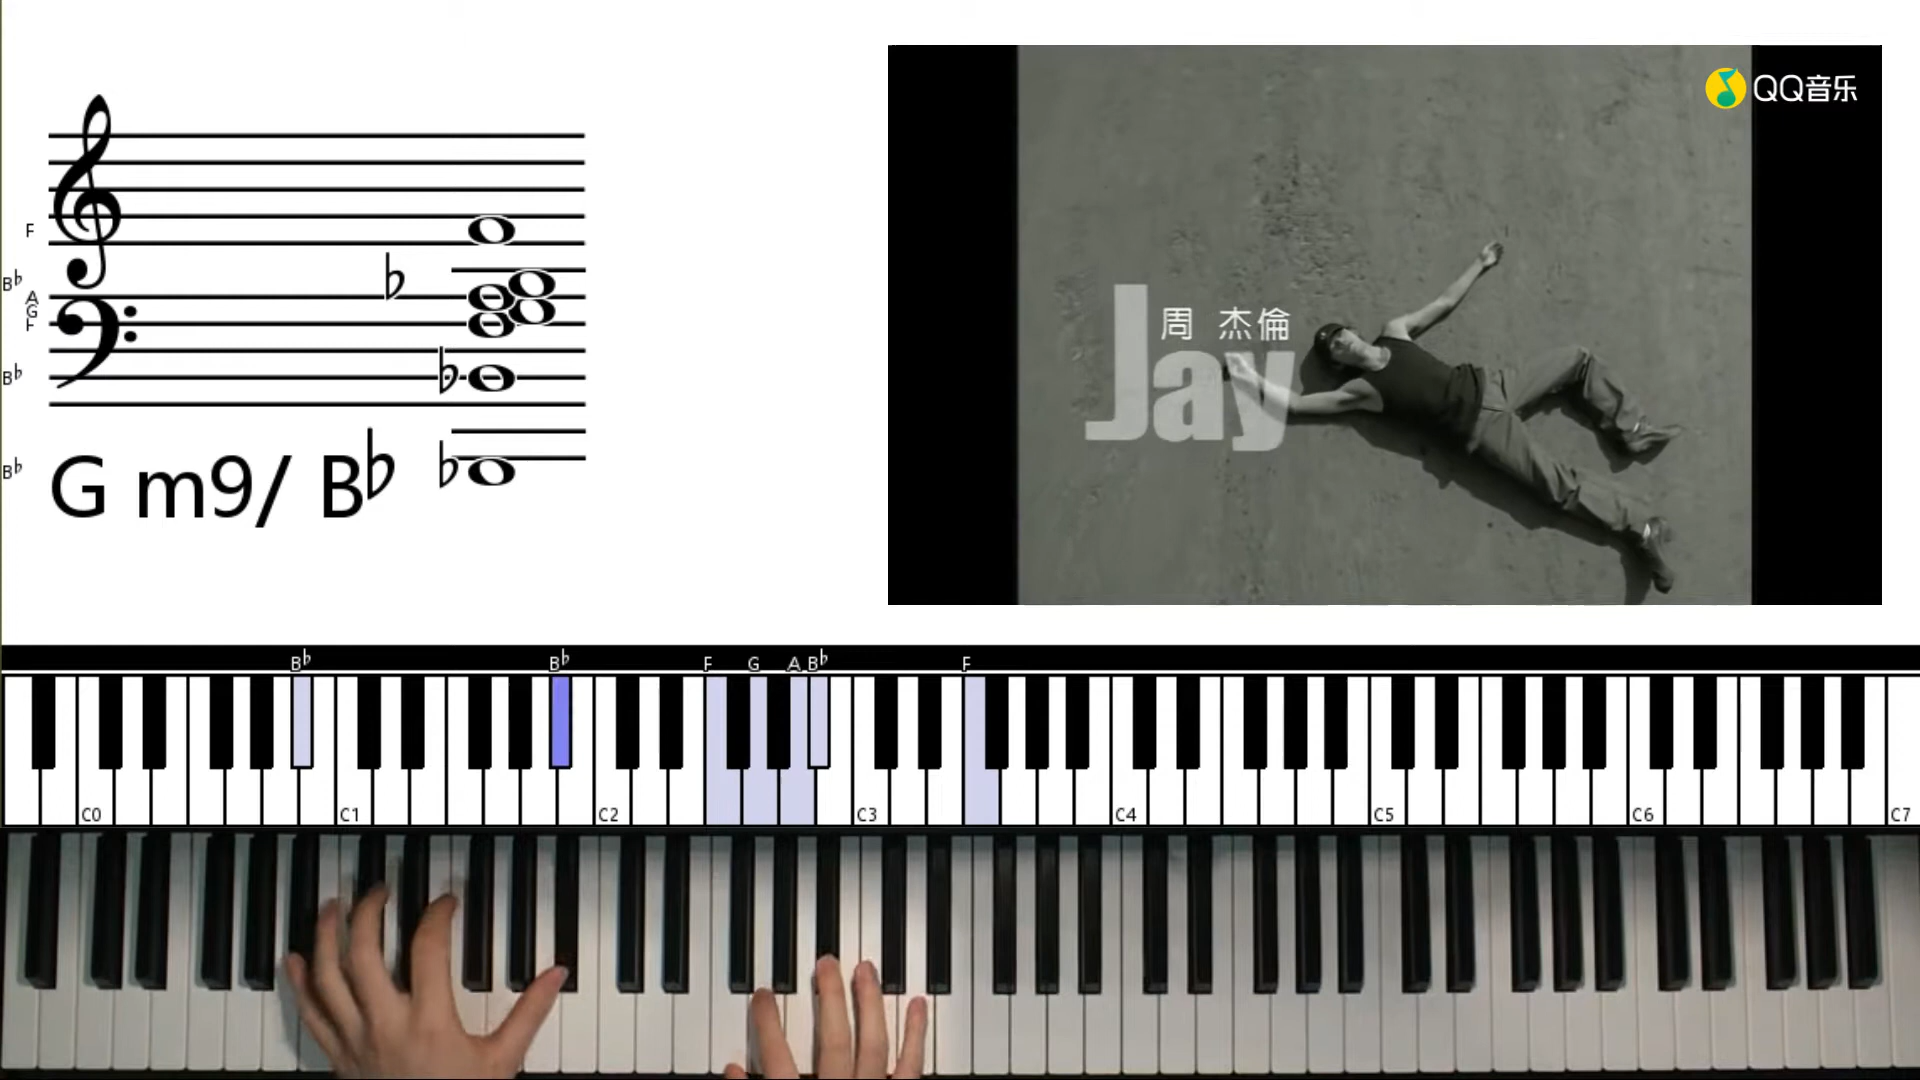 QQ音乐
F
B♭
A
G
F
B♭
B♭
G m9/ B♭
周 杰倫
Jay
B♭ B♭ F G A B♭ F
C0 C1 C2 C3 C4 C5 C6 C7